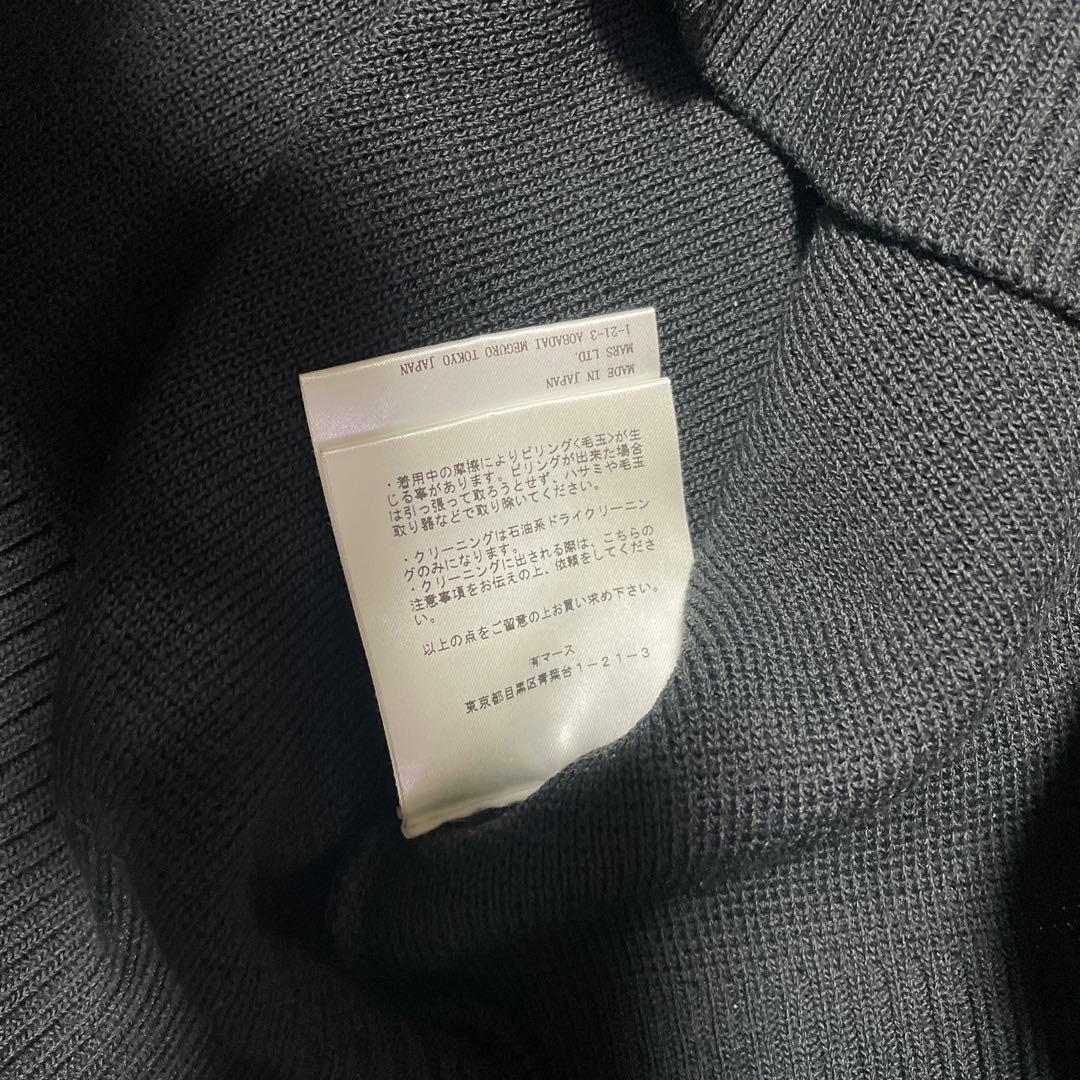 MADE IN JAPAN
MARS LTD.
1-21-3 AOBADAI MEGURO TOKYO JAPAN
・着用中の摩擦によりピリング<毛玉>が生
じる事があります。ピリングが出来た場合
は引っ張って取ろうとせず、ハサミや毛玉
取り器などで取り除いてください。
・クリーニングは石油系ドライクリーニン
グのみになります。
・クリーニングに出される際は、こちらの
注意事項をお伝えの上、依頼をしてくださ
い。
以上の点をご留意の上お買い求め下さい。
㈲マース
東京都目黒区青葉台1-21-3